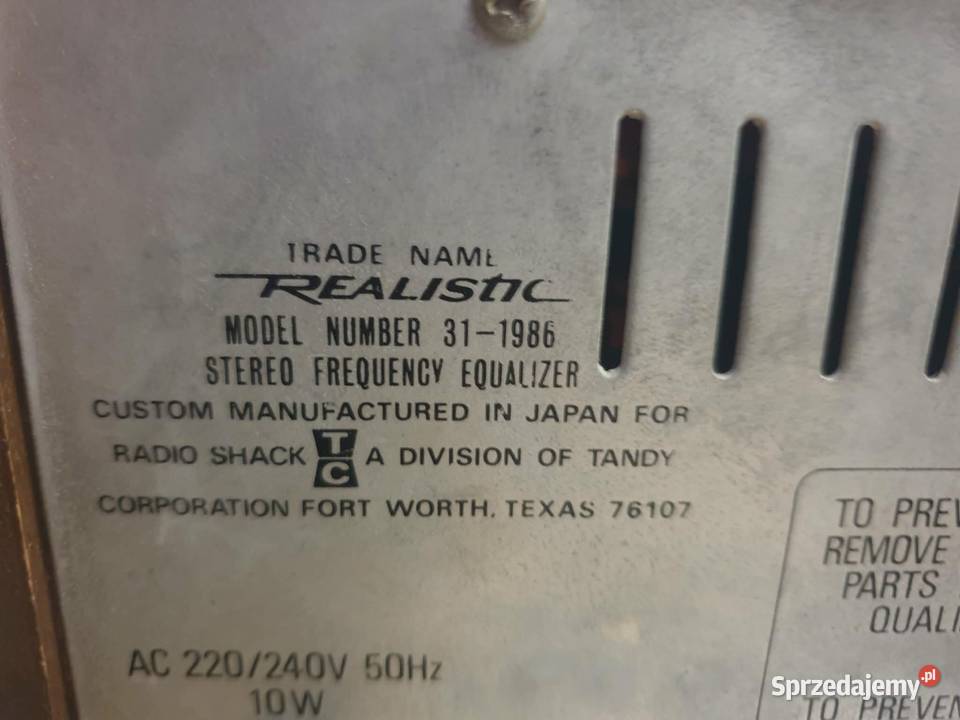 TRADE NAME
REALISTIC
MODEL NUMBER 31-1986
STEREO FREQUENCY EQUALIZER
CUSTOM MANUFACTURED IN JAPAN FOR
RADIO SHACK TC A DIVISION OF TANDY
CORPORATION FORT WORTH, TEXAS 76107
AC 220/240V 50Hz
10W
TO PREV
REMOVE
PARTS
QUALI
TO PREVEN
Sprzedajemy.pl